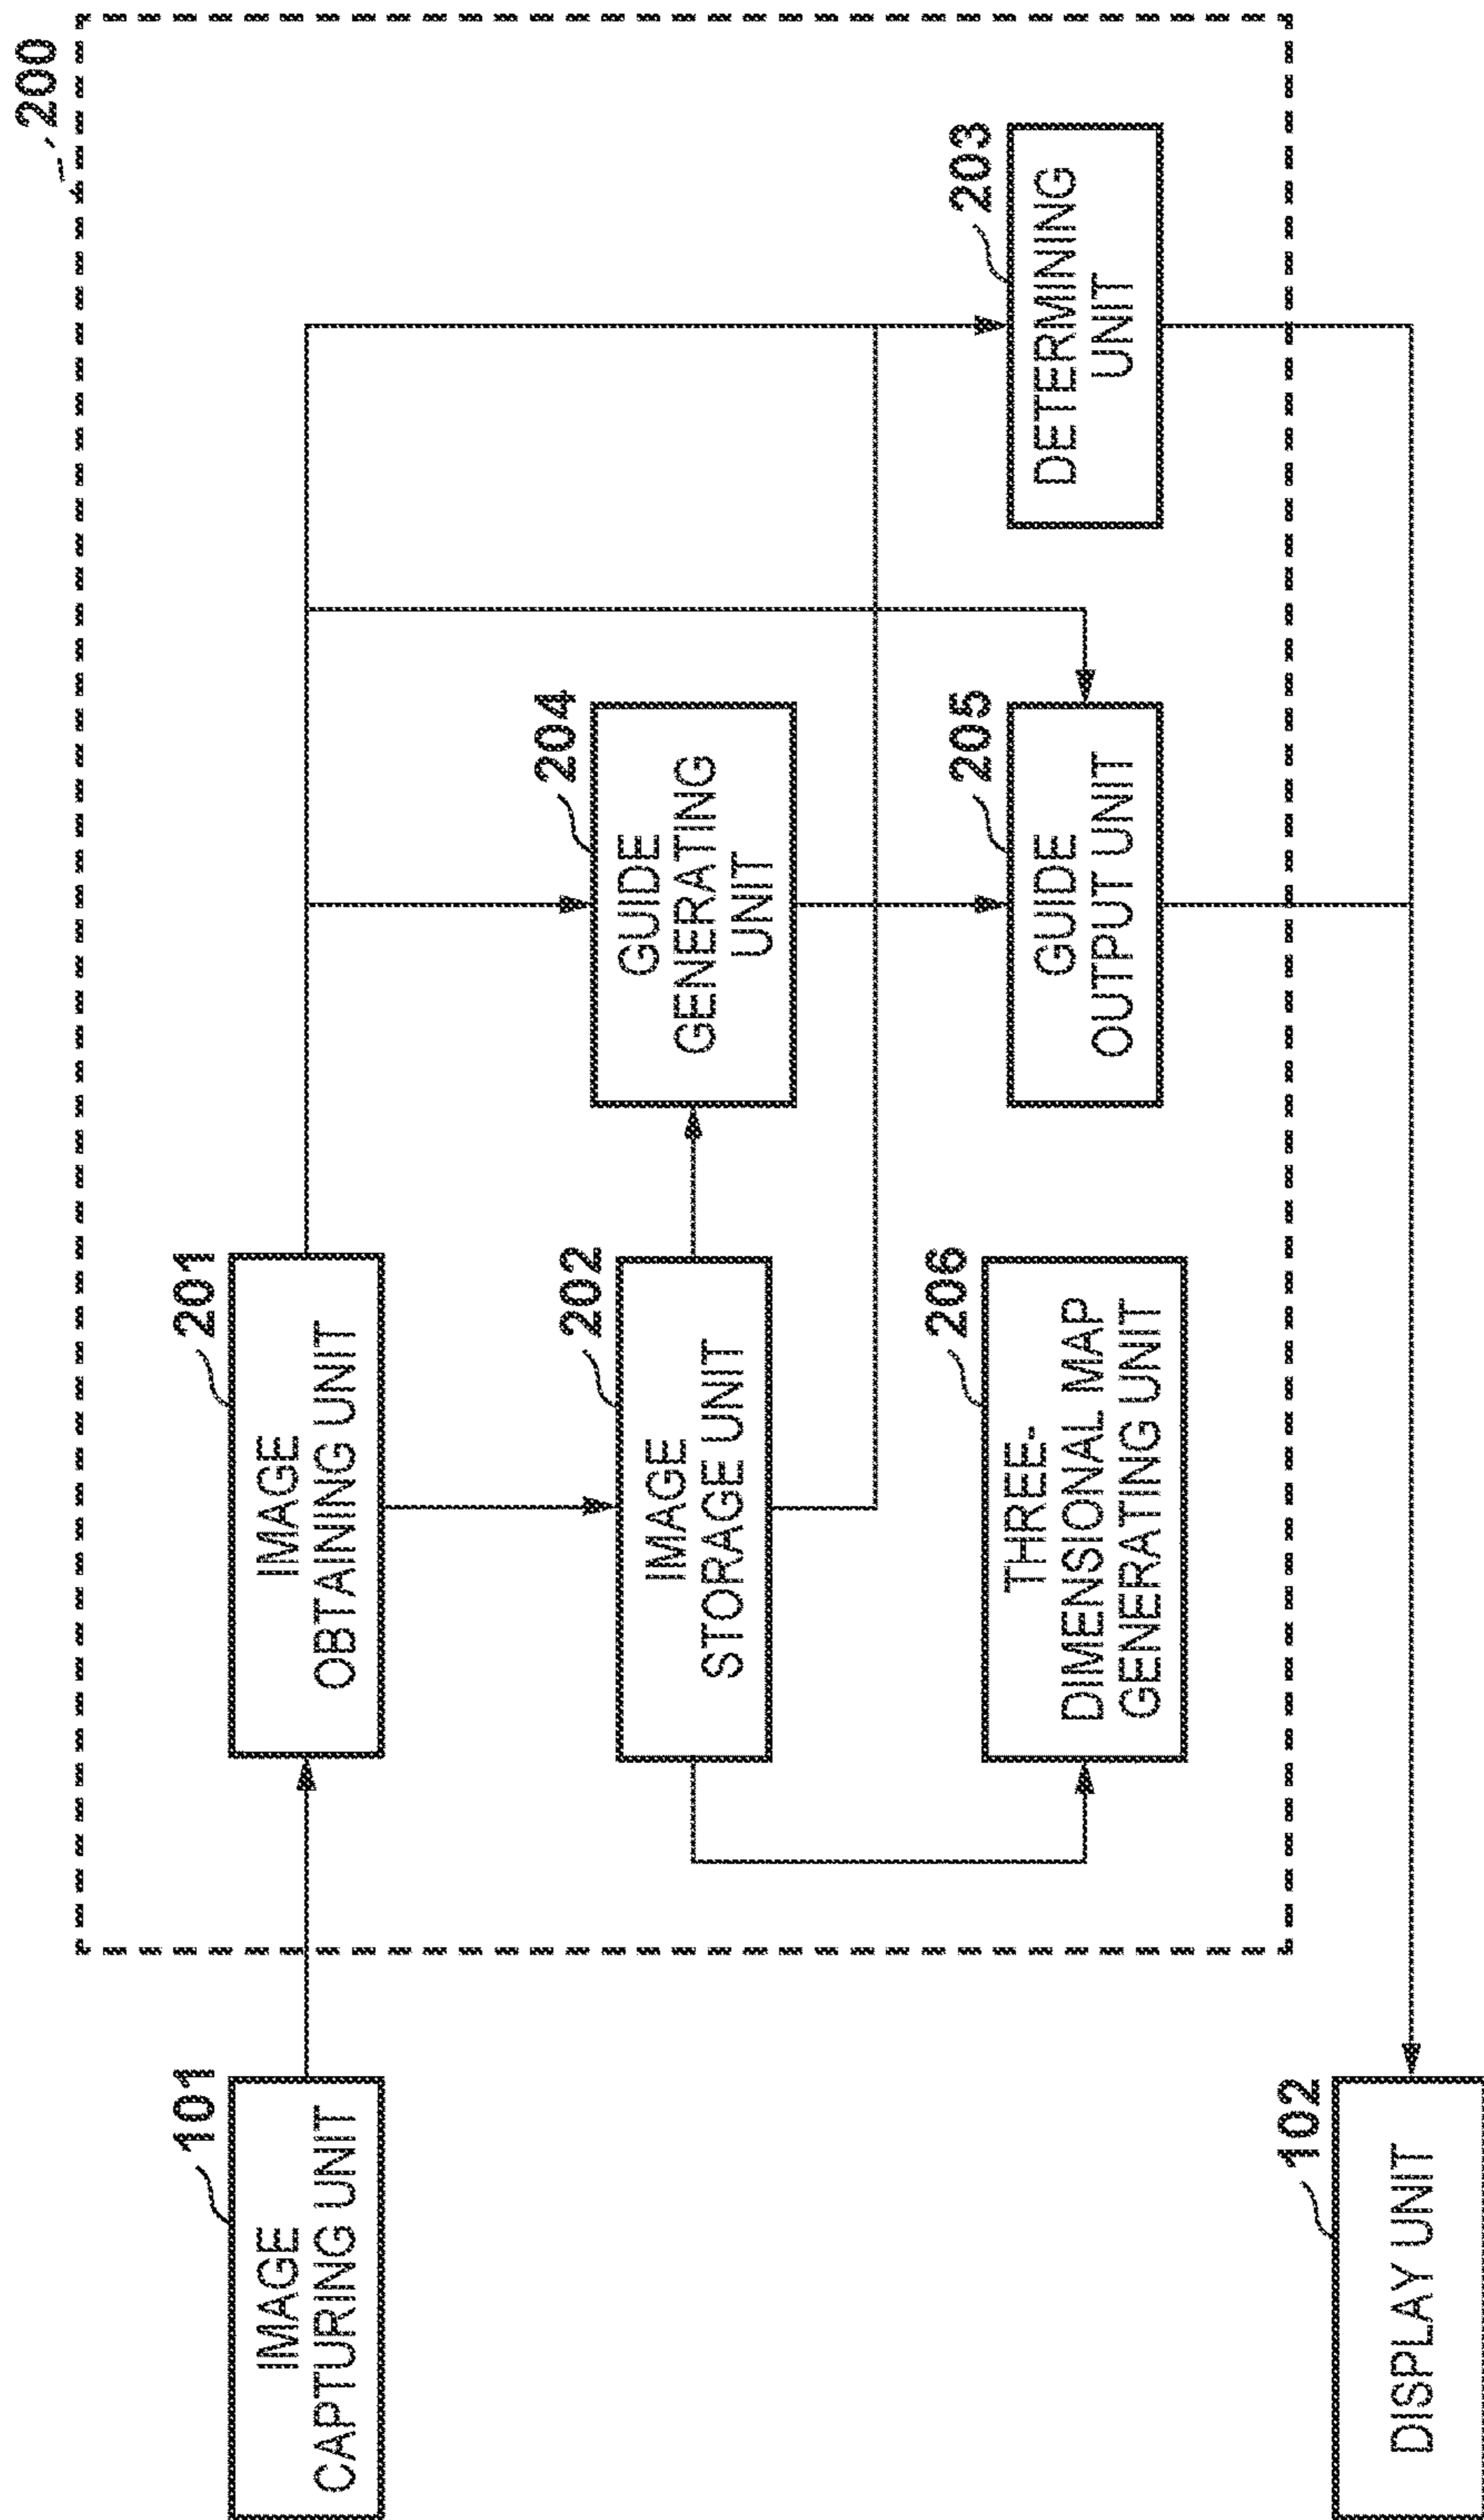 200
101
IMAGE
CAPTURING UNIT
201
IMAGE
OBTAINING UNIT
202
IMAGE
STORAGE UNIT
204
GUIDE
GENERATING
UNIT
206
THREE-
DIMENSIONAL MAP
GENERATING UNIT
205
GUIDE
OUTPUT UNIT
203
DETERMINING
UNIT
102
DISPLAY UNIT